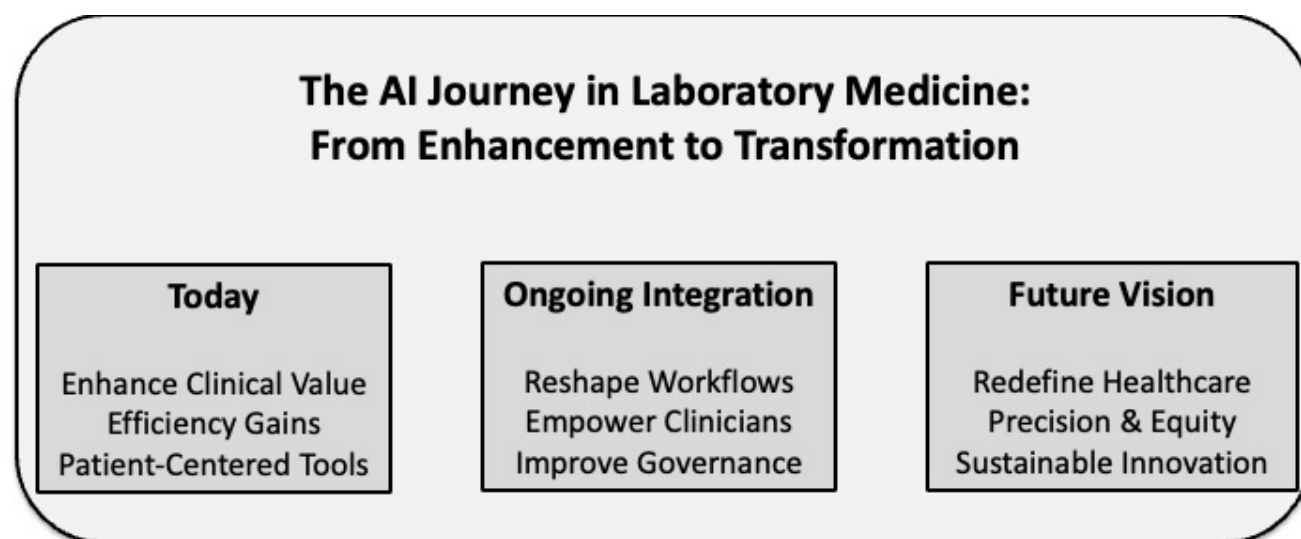 The AI Journey in Laboratory Medicine:
From Enhancement to Transformation
Today
Enhance Clinical Value
Efficiency Gains
Patient-Centered Tools
Ongoing Integration
Reshape Workflows
Empower Clinicians
Improve Governance
Future Vision
Redefine Healthcare
Precision & Equity
Sustainable Innovation